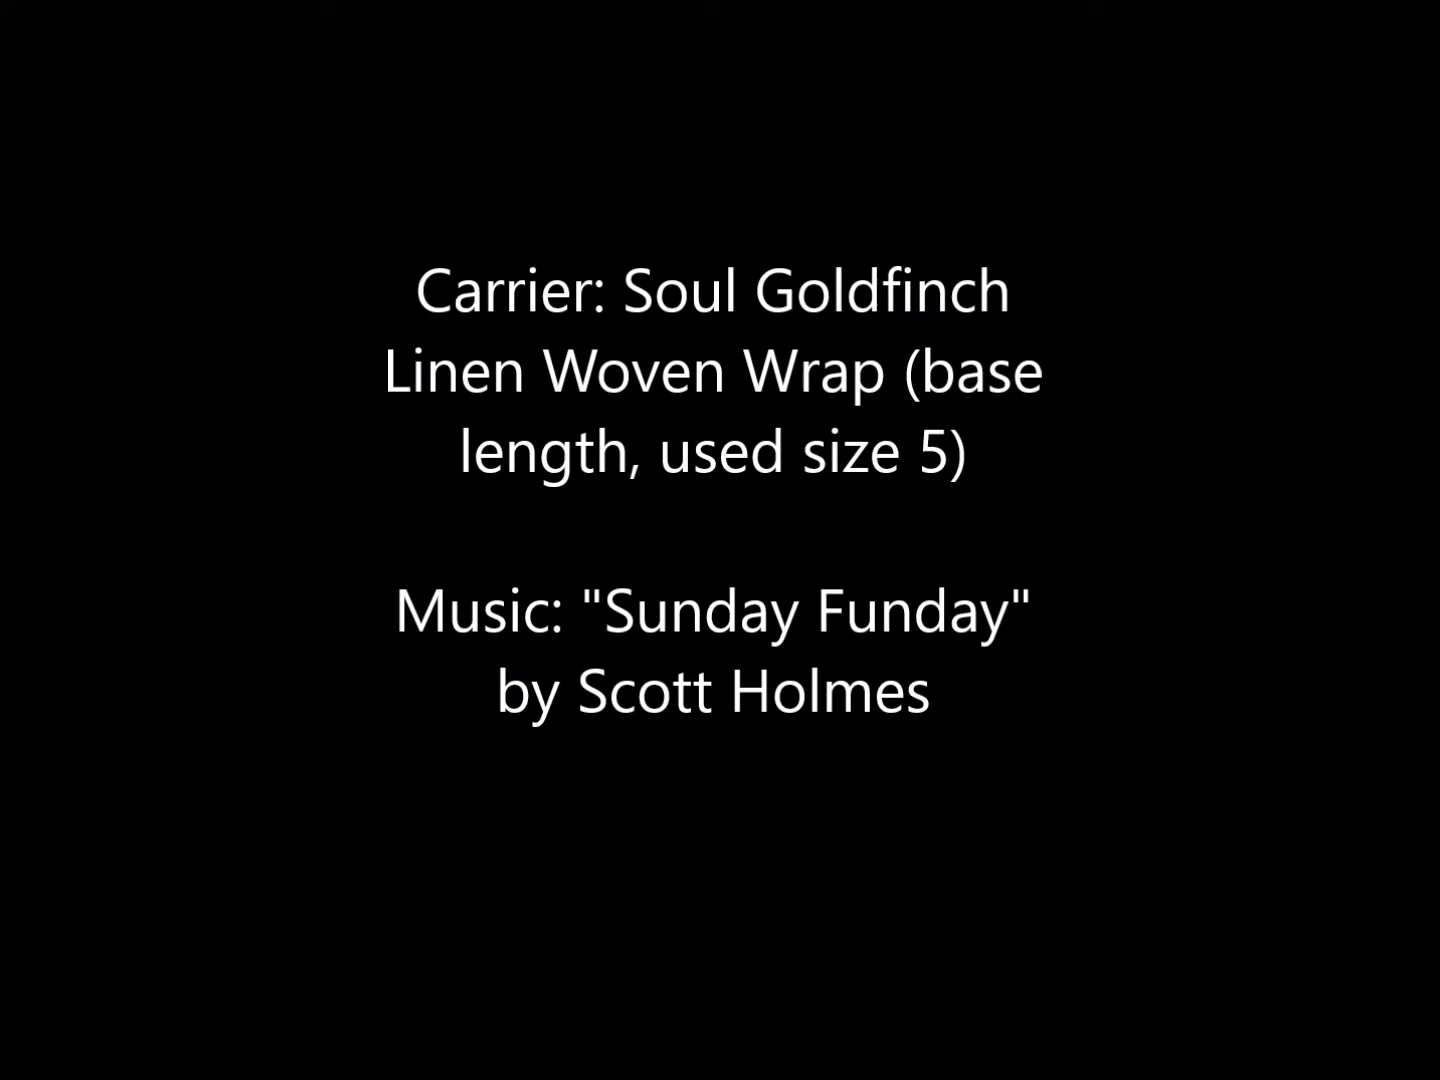 Carrier: Soul Goldfinch
Linen Woven Wrap (base
length, used size 5)
Music: "Sunday Funday"
by Scott Holmes